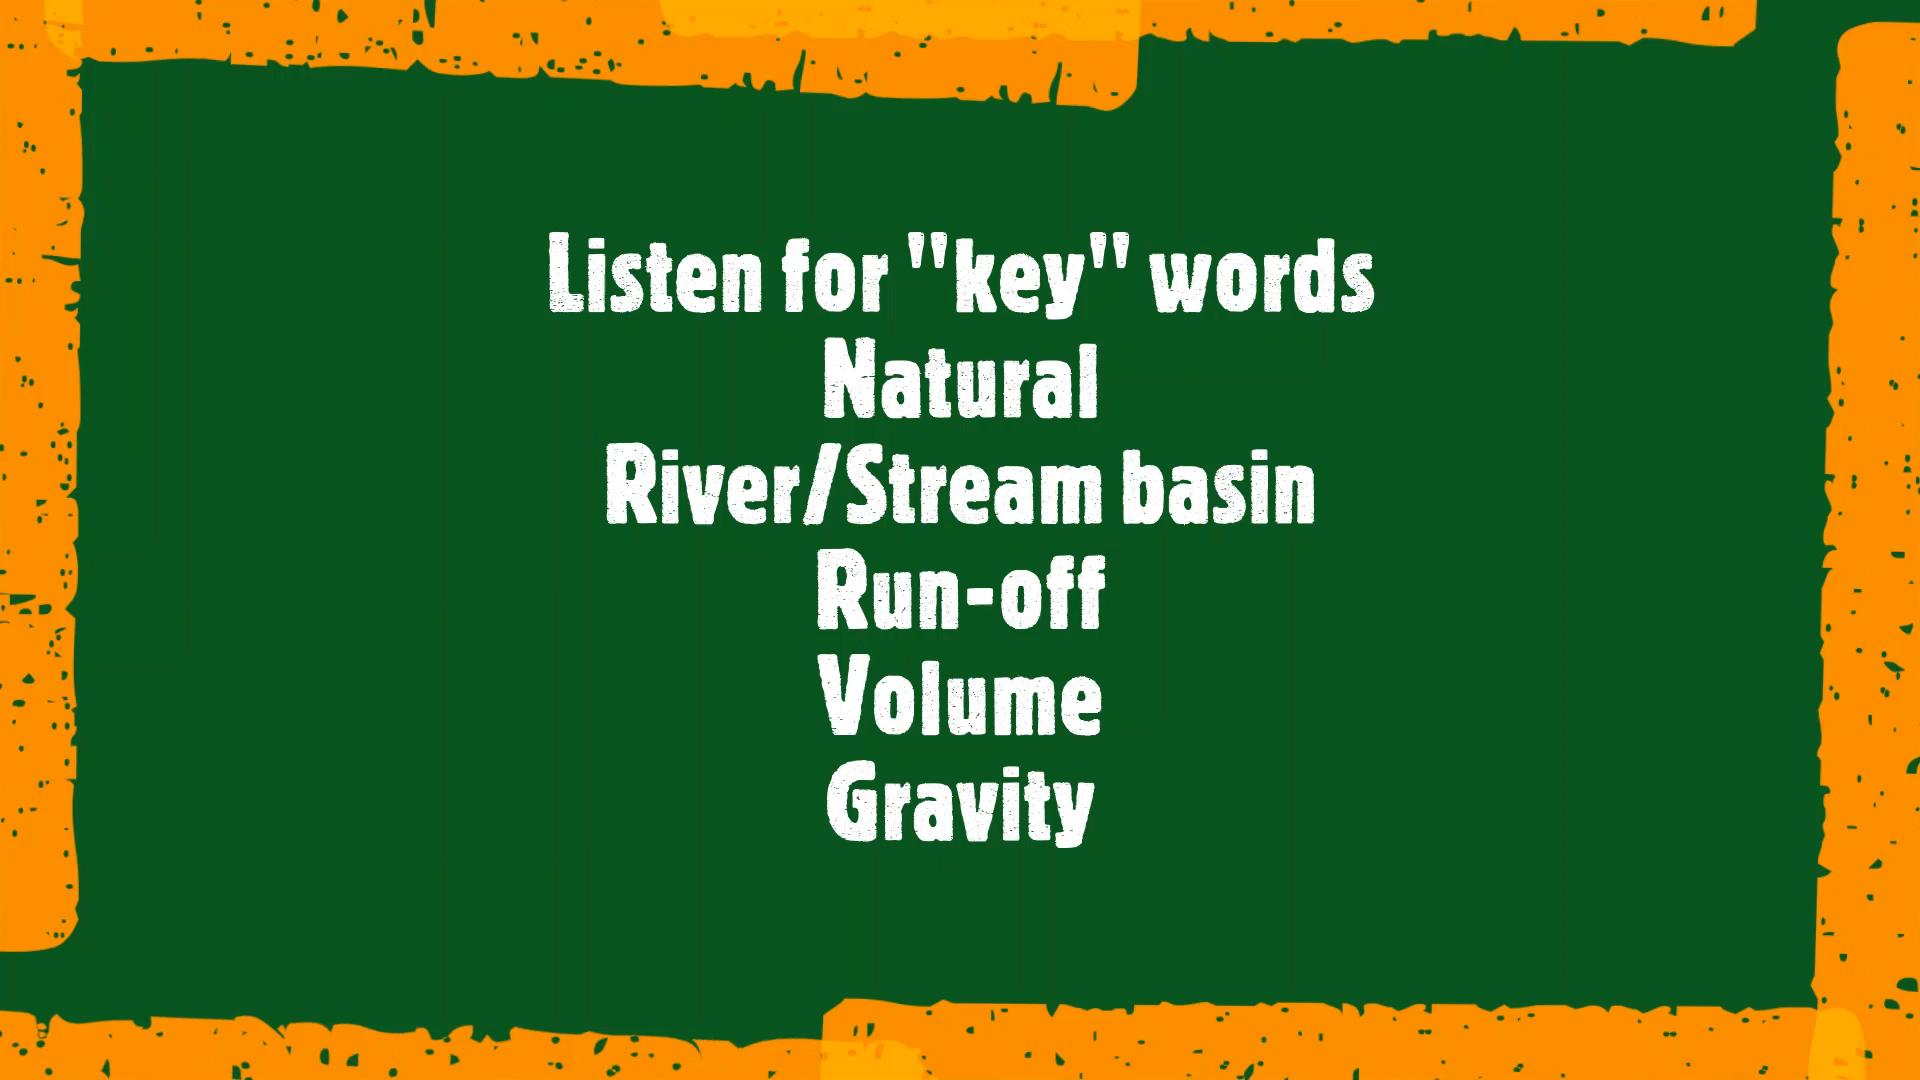 Listen for "key" words
Natural
River/Stream basin
Run-off
Volume
Gravity